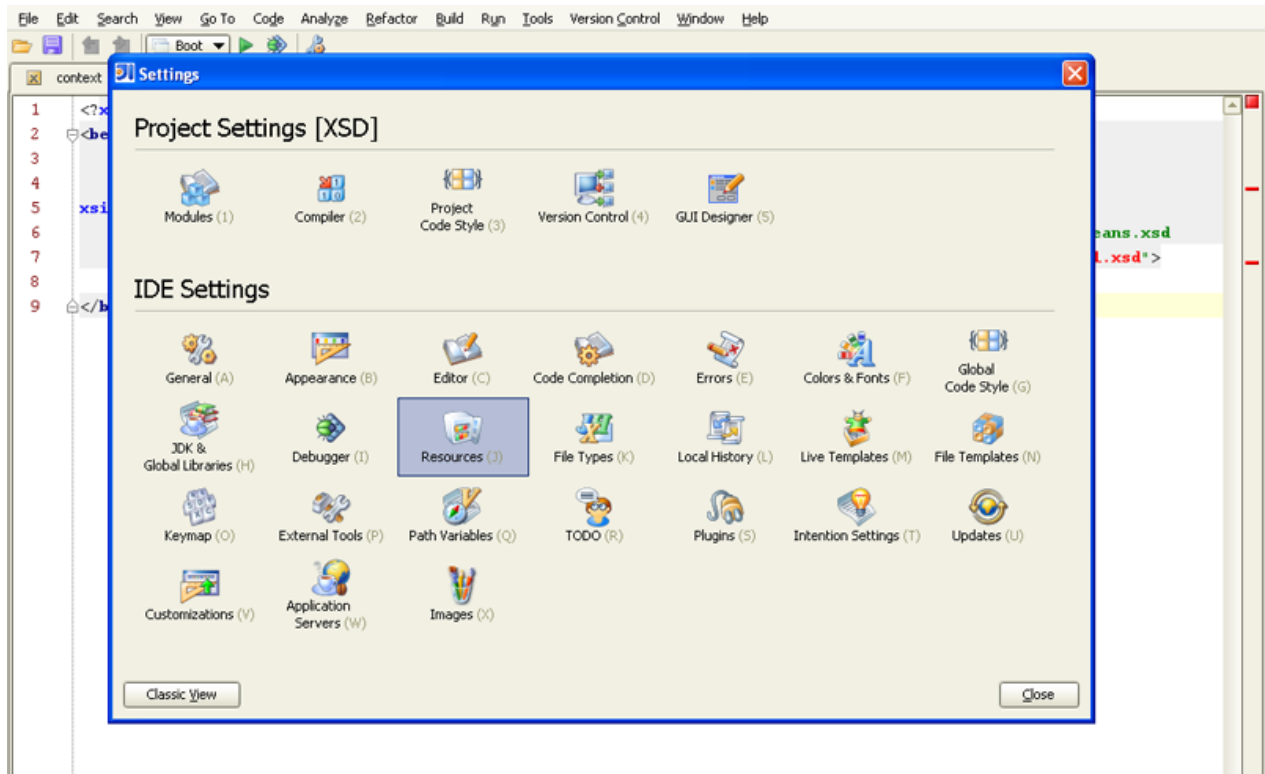 File Edit Search View Go To Code Analyze Refactor Build Run Tools Version Control Window Help
Boot
context
Settings
1 <?x
2 <be
3
4
5 xsi
6 eans.xsd
7 l.xsd">
8
9 </b
Project Settings [XSD]
Modules (1) Compiler (2) Project Code Style (3) Version Control (4) GUI Designer (5)
IDE Settings
General (A) Appearance (B) Editor (C) Code Completion (D) Errors (E) Colors & Fonts (F) Global Code Style (G)
JDK & Global Libraries (H) Debugger (I) Resources (J) File Types (K) Local History (L) Live Templates (M) File Templates (N)
Keymap (O) External Tools (P) Path Variables (Q) TODO (R) Plugins (S) Intention Settings (T) Updates (U)
Customizations (V) Application Servers (W) Images (X)
Classic View Close